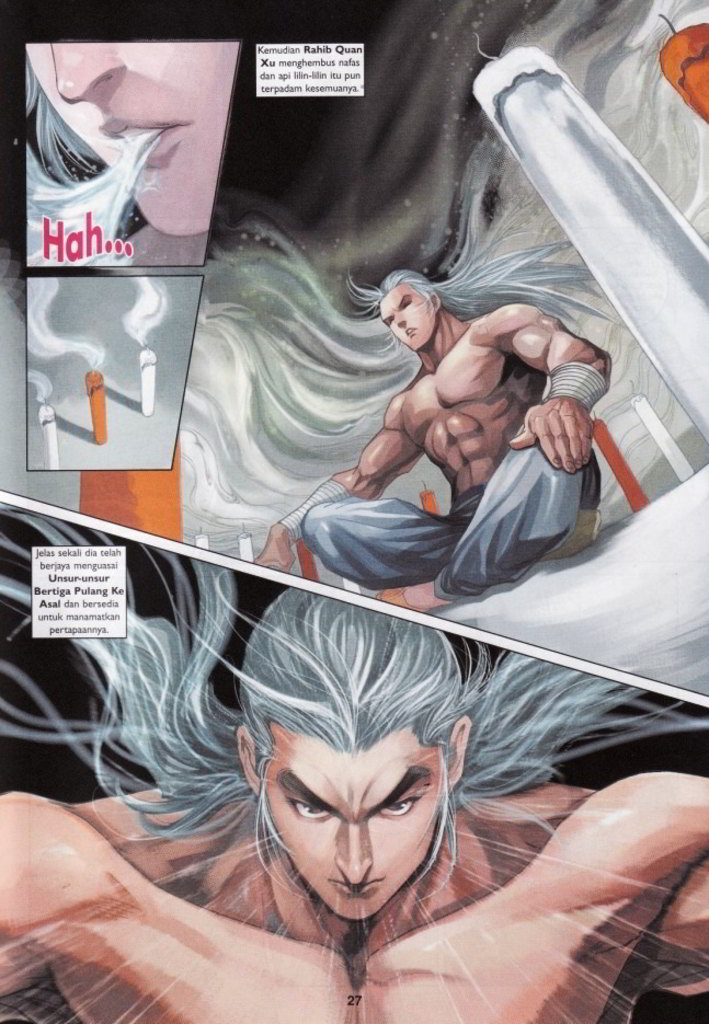 Kemudian Rahib Quan
Xu menghembus nafas
dan api lilin-lilin itu pun
terpadam kesemuanya.
Hah...
Jelas sekali dia telah
berjaya menguasai
Unsur-unsur
Bertiga Pulang Ke
Asal dan bersedia
untuk manamatkan
pertapaannya.
27